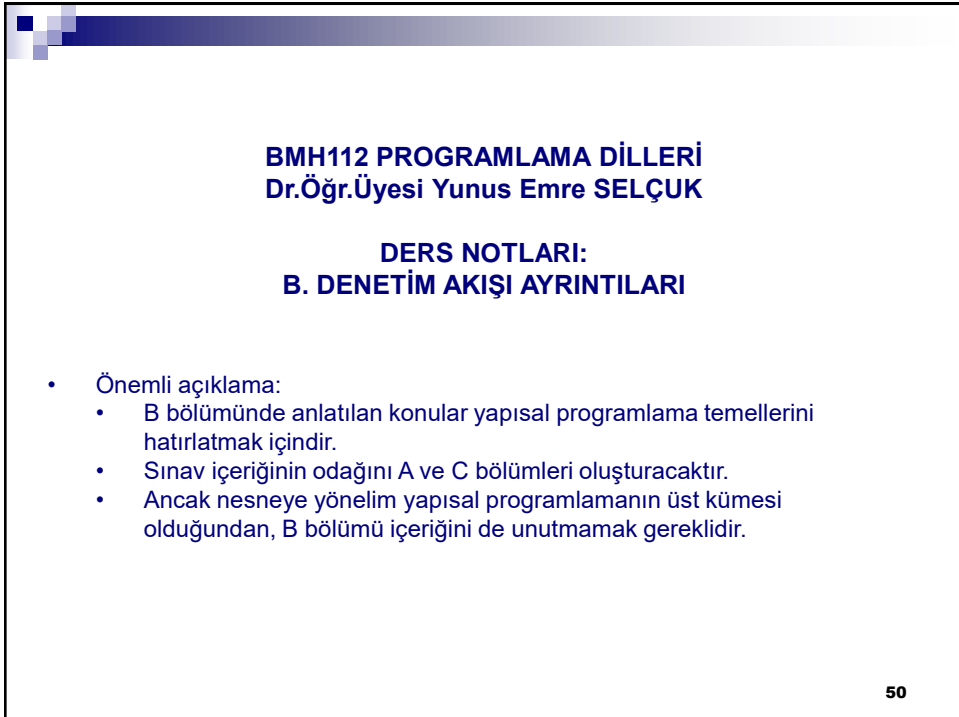 BMH112 PROGRAMLAMA DİLLERİ
Dr.Öğr.Üyesi Yunus Emre SELÇUK
DERS NOTLARI:
B. DENETİM AKIŞI AYRINTILARI
• Önemli açıklama:
• B bölümünde anlatılan konular yapısal programlama temellerini
hatırlatmak içindir.
• Sınav içeriğinin odağını A ve C bölümleri oluşturacaktır.
• Ancak nesneye yönelim yapısal programlamanın üst kümesi
olduğundan, B bölümü içeriğini de unutmamak gereklidir.
50